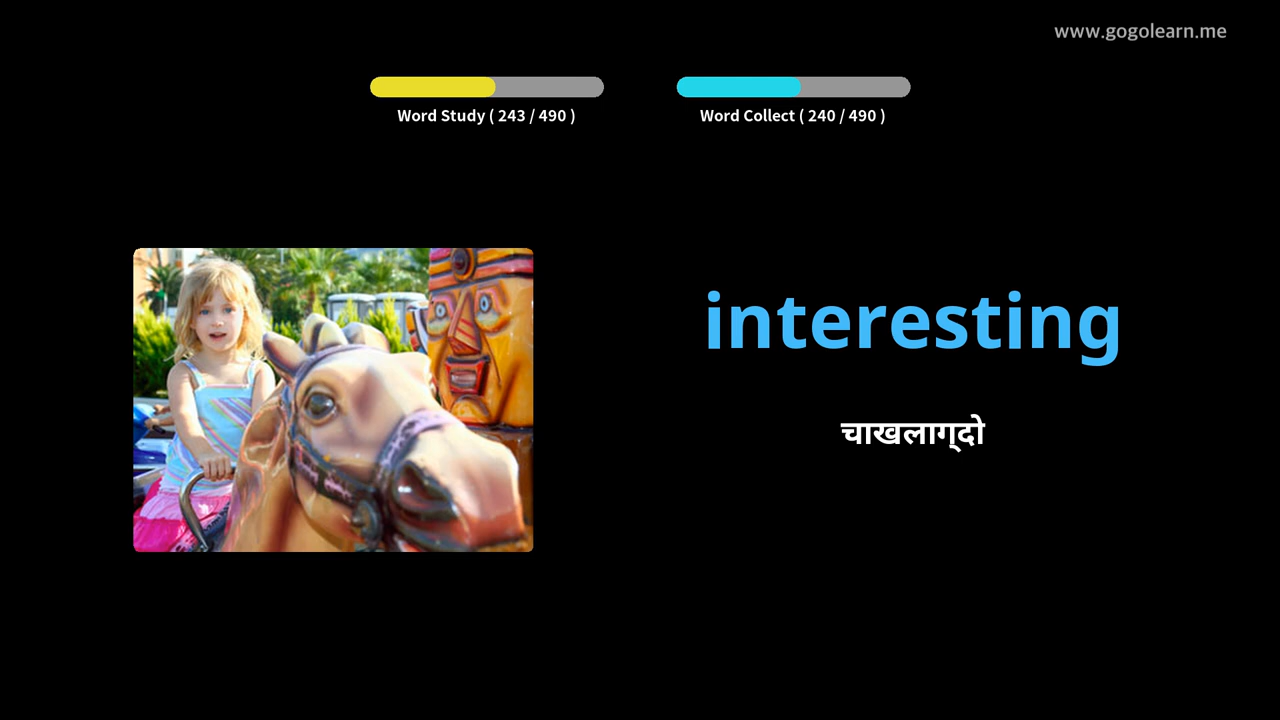 www.gogolearn.me
Word Study ( 243 / 490 )
Word Collect ( 240 / 490 )
interesting
चाखलाग्दो